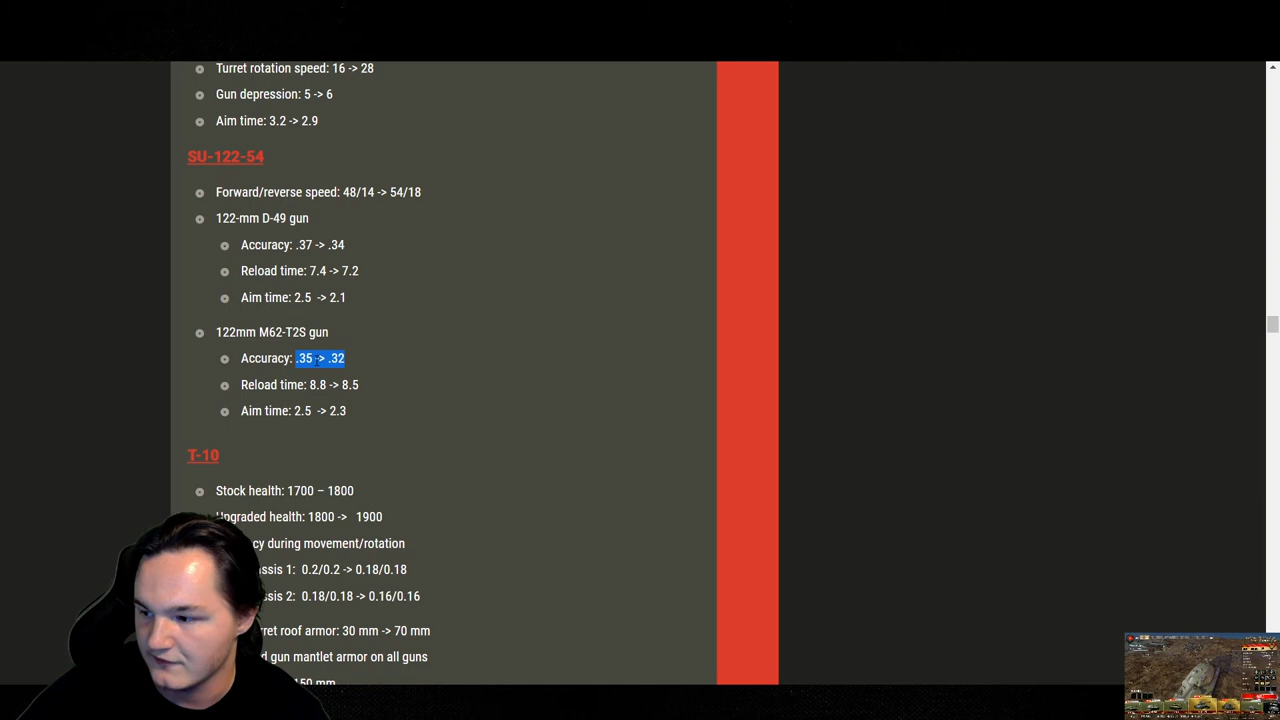 Turret rotation speed: 16 -> 28
Gun depression: 5 -> 6
Aim time: 3.2 -> 2.9
SU-122-54
Forward/reverse speed: 48/14 -> 54/18
122-mm D-49 gun
Accuracy: .37 -> .34
Reload time: 7.4 -> 7.2
Aim time: 2.5 -> 2.1
122mm M62-T2S gun
Accuracy: .35 -> .32
Reload time: 8.8 -> 8.5
Aim time: 2.5 -> 2.3
T-10
Stock health: 1700 – 1800
Upgraded health: 1800 -> 1900
during movement/rotation
1: 0.2/0.2 -> 0.18/0.18
2: 0.18/0.18 -> 0.16/0.16
roof armor: 30 mm -> 70 mm
gun mantlet armor on all guns
150 mm